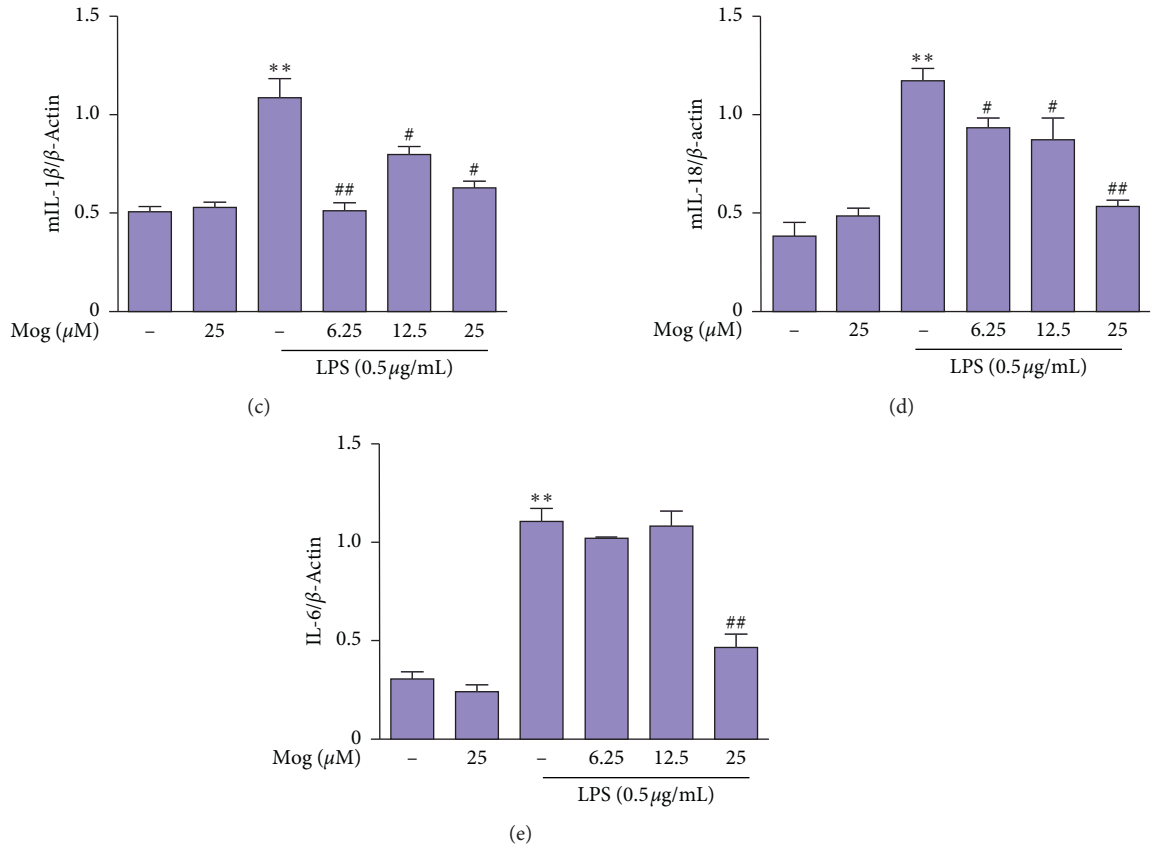 1.5
**
1.0
#
#
##
0.5
0
mIL-1β/β-Actin
Mog (μM)
– 25 – 6.25 12.5 25
LPS (0.5 μg/mL)
(c)
1.5
**
#
#
1.0
##
0.5
0
mIL-18/β-actin
Mog (μM)
– 25 – 6.25 12.5 25
LPS (0.5 μg/mL)
(d)
1.5
**
1.0
##
0.5
0
IL-6/β-Actin
Mog (μM)
– 25 – 6.25 12.5 25
LPS (0.5 μg/mL)
(e)